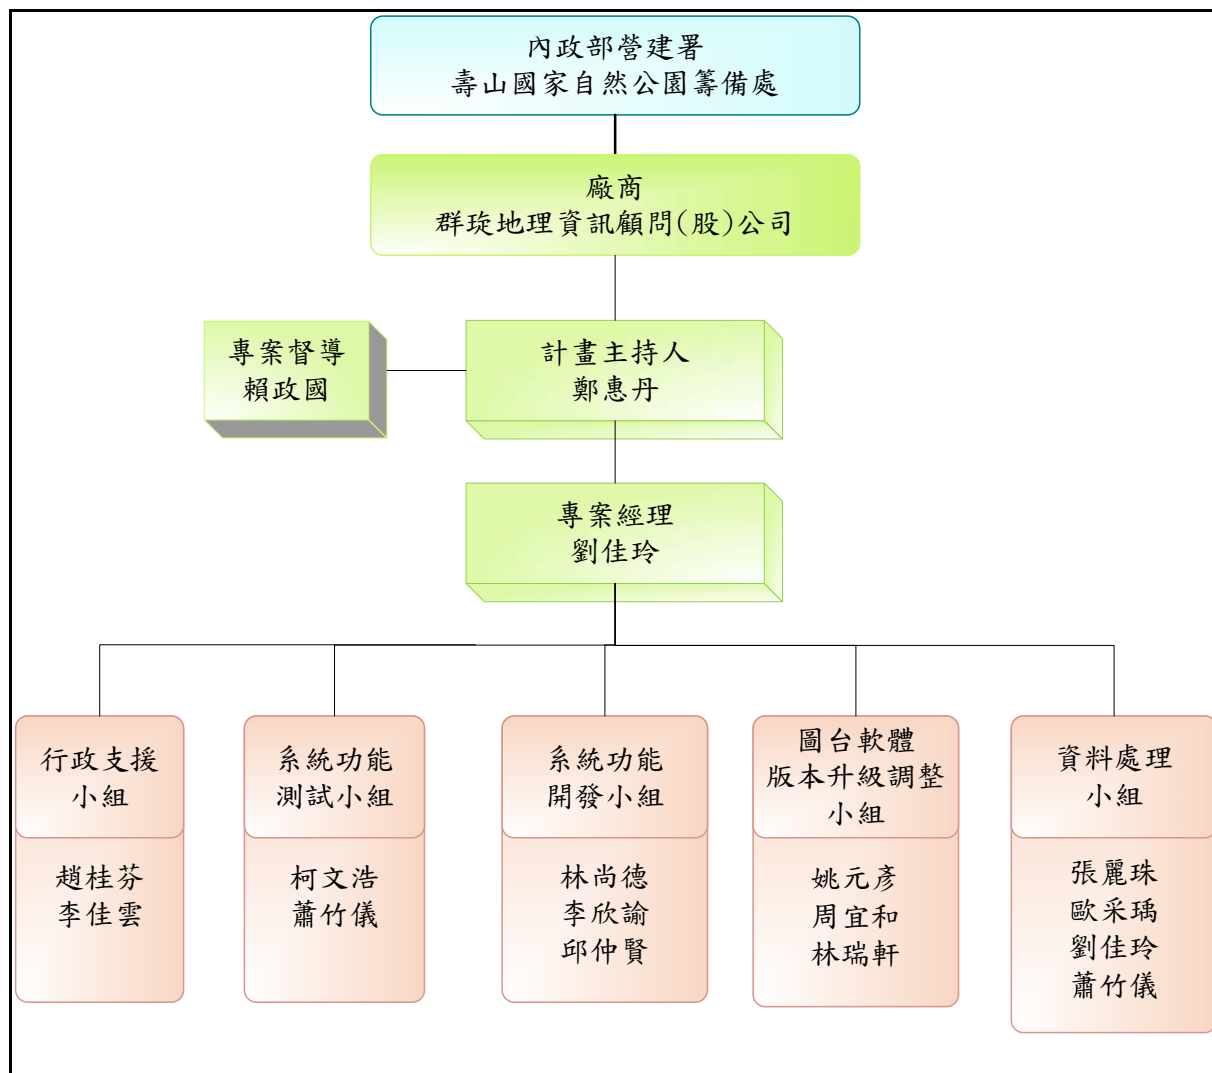 內政部營建署
壽山國家自然公園籌備處
廠商
群琁地理資訊顧問(股)公司
專案督導
賴政國
計畫主持人
鄭惠丹
專案經理
劉佳玲
行政支援
小組
趙桂芬
李佳雲
系統功能
測試小組
柯文浩
蕭竹儀
系統功能
開發小組
林尚德
李欣諭
邱仲賢
圖台軟體
版本升級調整
小組
姚元彥
周宜和
林瑞軒
資料處理
小組
張麗珠
歐采瑀
劉佳玲
蕭竹儀